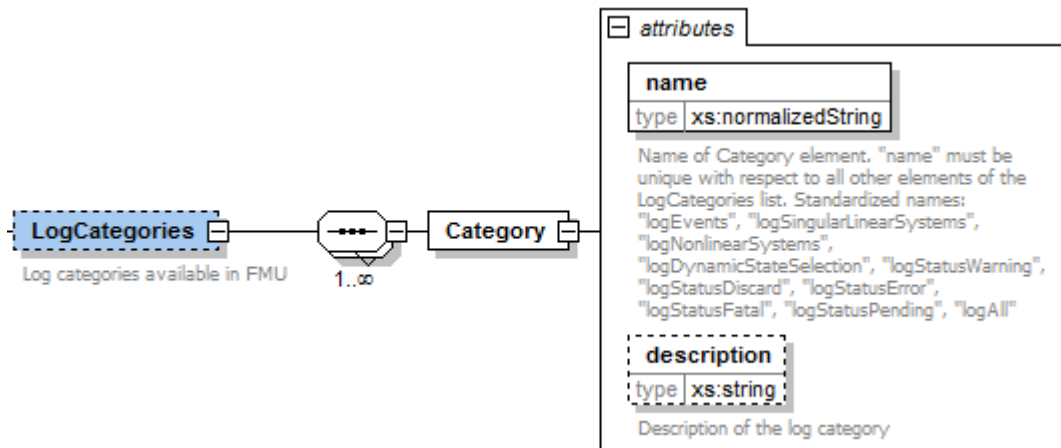 attributes
name
type xs:normalizedString
Name of Category element. "name" must be
unique with respect to all other elements of the
LogCategories list. Standardized names:
"logEvents", "logSingularLinearSystems",
"logNonlinearSystems",
"logDynamicStateSelection", "logStatusWarning",
"logStatusDiscard", "logStatusError",
"logStatusFatal", "logStatusPending", "logAll"
LogCategories
Log categories available in FMU
1..∞
Category
description
type xs:string
Description of the log category